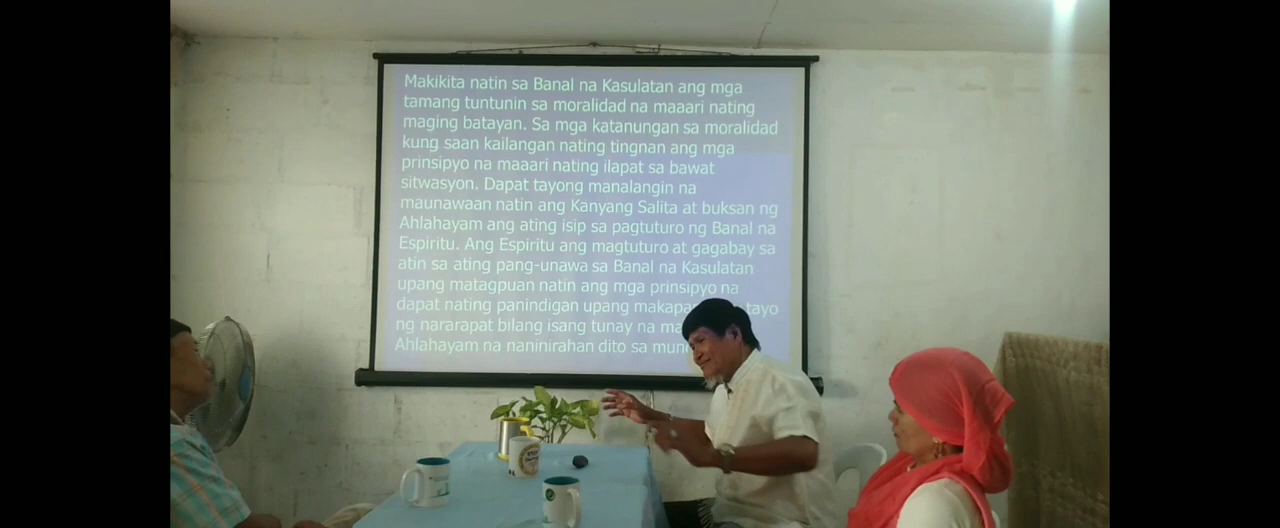 Makikita natin sa Banal na Kasulatan ang mga
tamang tuntunin sa moralidad na maaari nating
maging batayan. Sa mga katanungan sa moralidad
kung saan kailangan nating tingnan ang mga
prinsipyo na maaari nating ilapat sa bawat
sitwasyon. Dapat tayong manalangin na
maunawaan natin ang Kanyang Salita at buksan ng
Ahlahayam ang ating isip sa pagtuturo ng Banal na
Espiritu. Ang Espiritu ang magtuturo at gagabay sa
atin sa ating pang-unawa sa Banal na Kasulatan
upang matagpuan natin ang mga prinsipyo na
dapat nating panindigan upang tayo
ng nararapat bilang isang tunay na
Ahlahayam na naninirahan dito sa